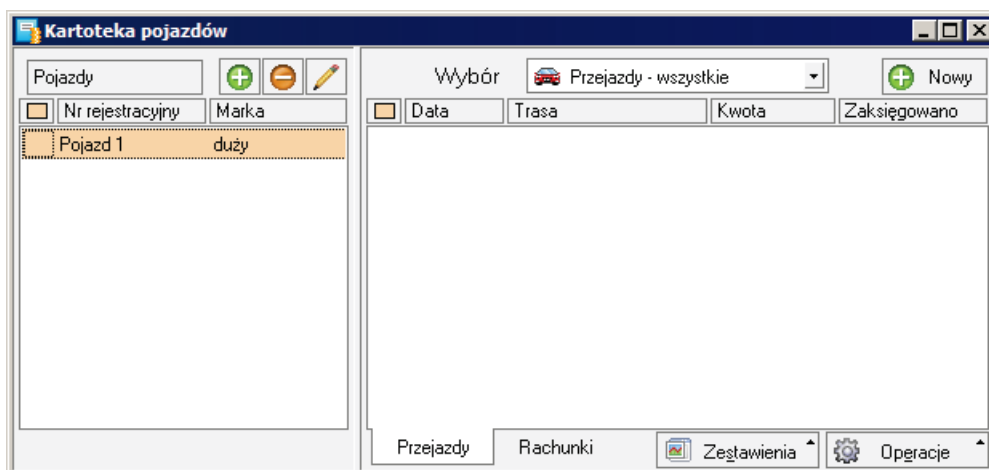 Kartoteka pojazdów
Pojazdy
Wybór Przejazdy - wszystkie Nowy
Nr rejestracyjny Marka
Data Trasa Kwota Zaksięgowano
Pojazd 1 duży
Przejazdy Rachunki Zestawienia Operacje